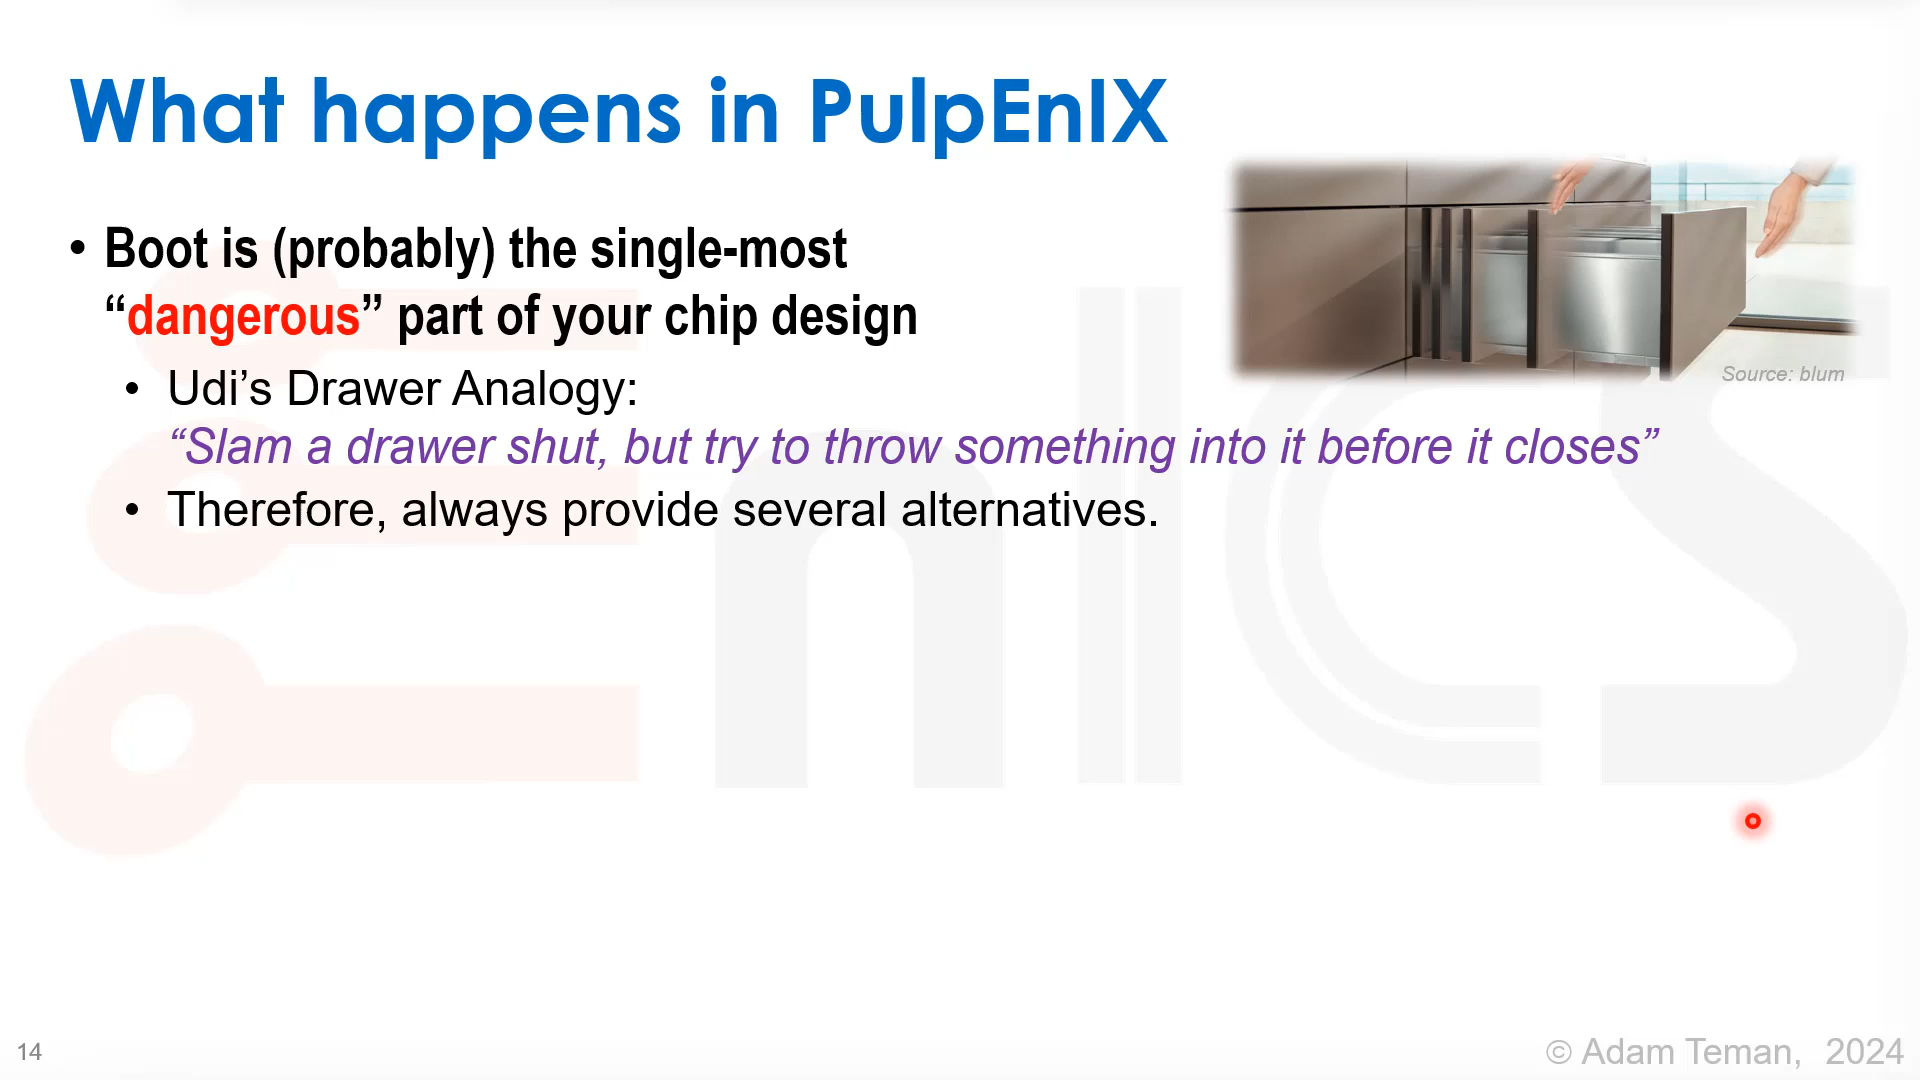 What happens in PulpEnIX
• Boot is (probably) the single-most
“dangerous” part of your chip design
• Udi’s Drawer Analogy:
“Slam a drawer shut, but try to throw something into it before it closes”
• Therefore, always provide several alternatives.
Source: blum
enICS
14
© Adam Teman, 2024